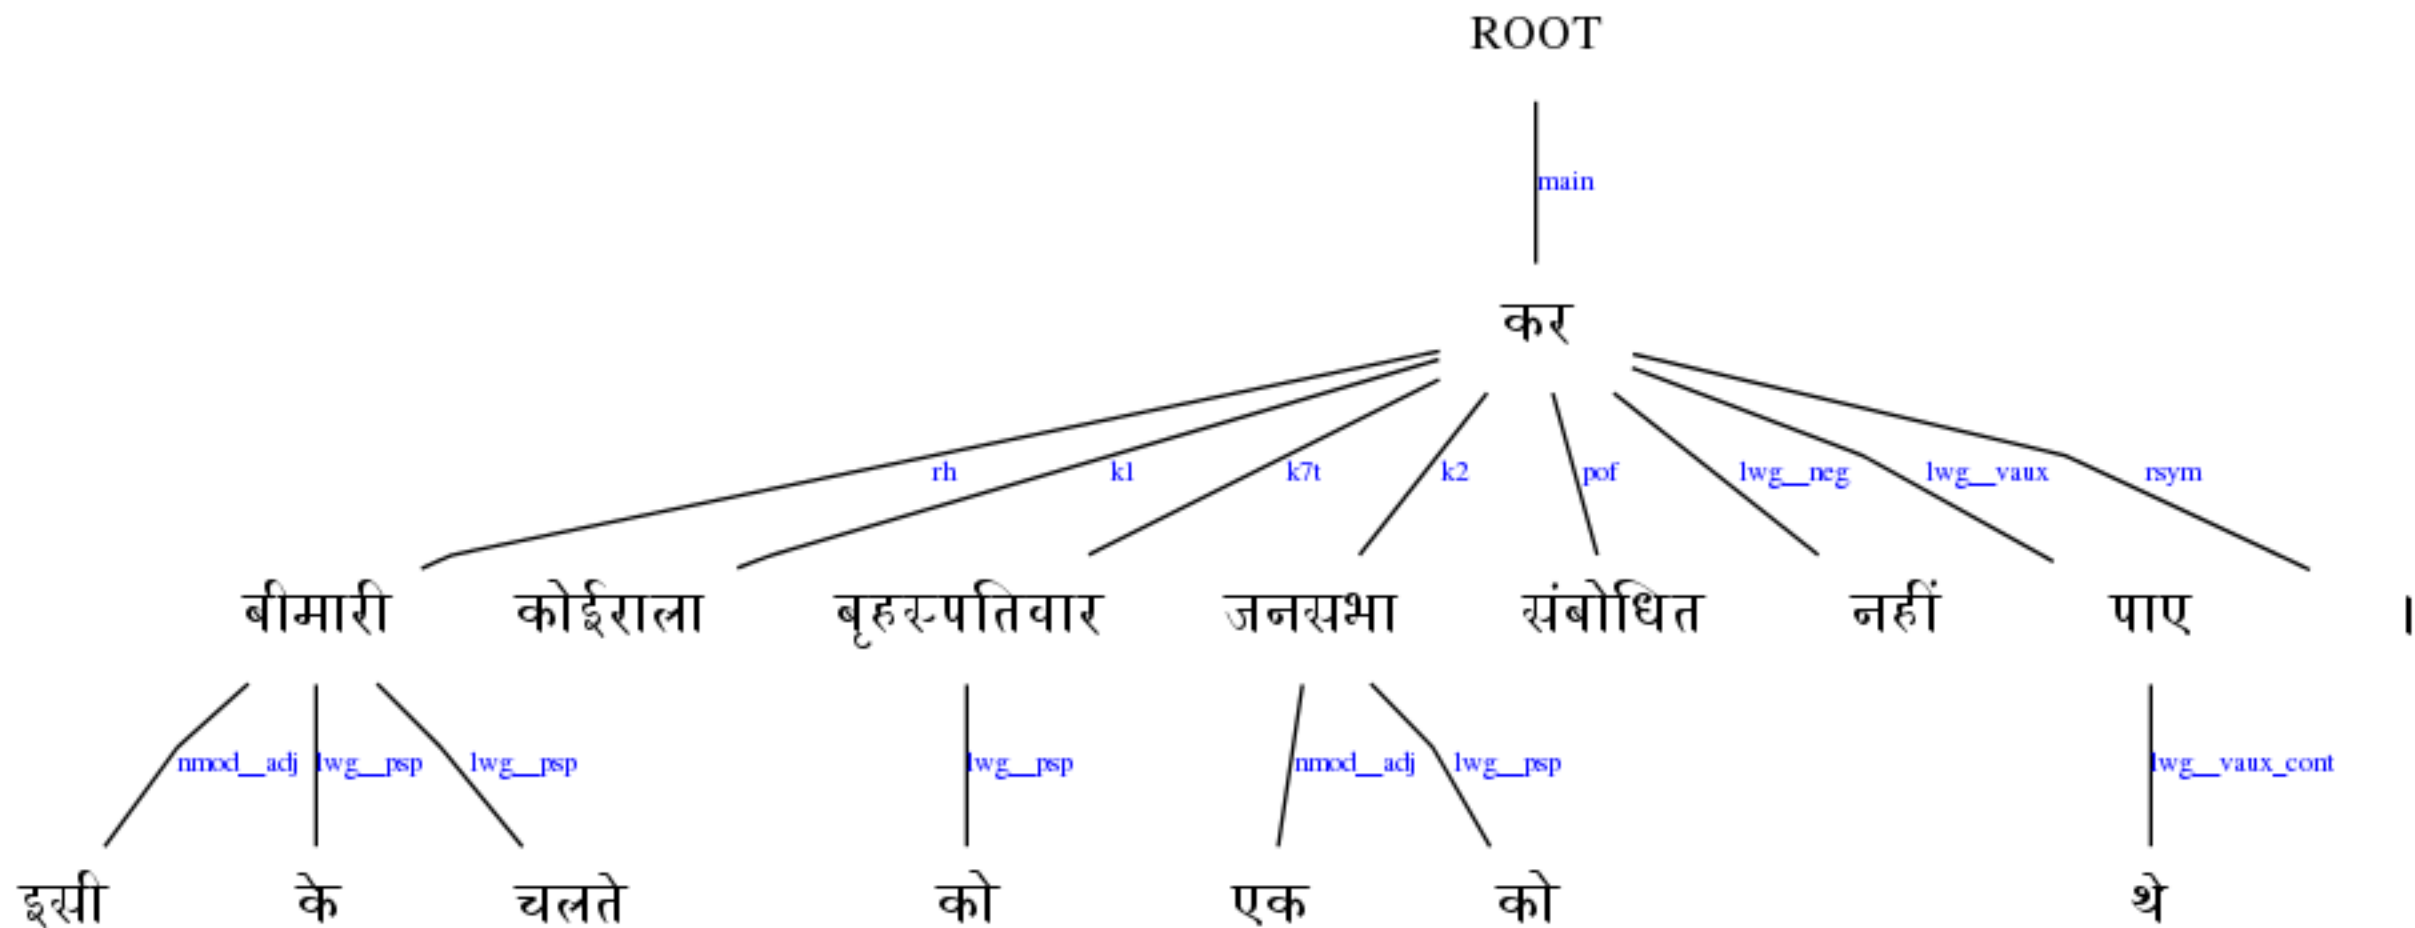 ROOT
main
कर
rh k1 k7t k2 pof lwg__neg lwg__vaux rsym
बीमारी कोईराला बृहस्पतिवार जनसभा संबोधित नहीं पाए ।
nmod__adj lwg__psp lwg__psp lwg__psp nmod__adj lwg__psp lwg__vaux_cont
इसी के चलते को एक को थे